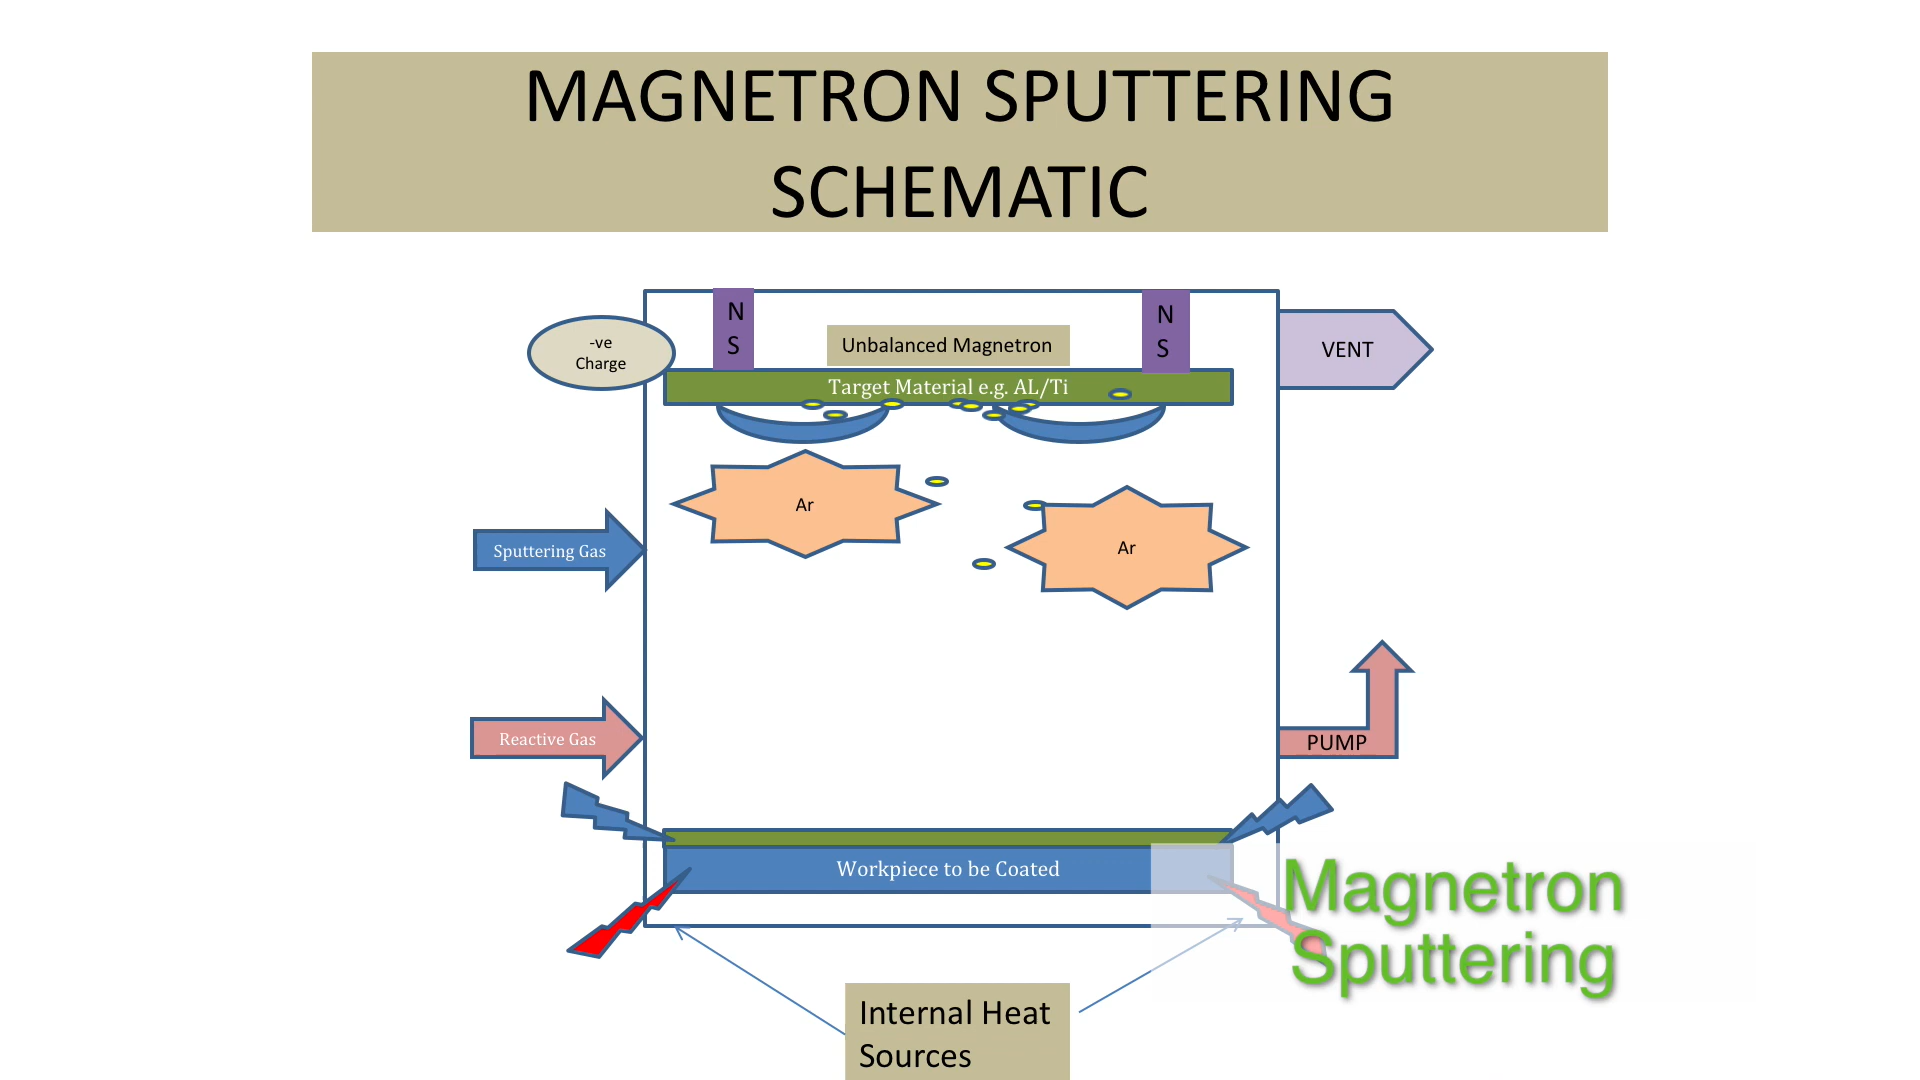 MAGNETRON SPUTTERING
SCHEMATIC
N
S
N
S
-ve
Charge
Unbalanced Magnetron
VENT
Target Material e.g. AL/Ti
Ar
Ar
Sputtering Gas
Reactive Gas
PUMP
Workpiece to be Coated
Magnetron
Sputtering
Internal Heat
Sources